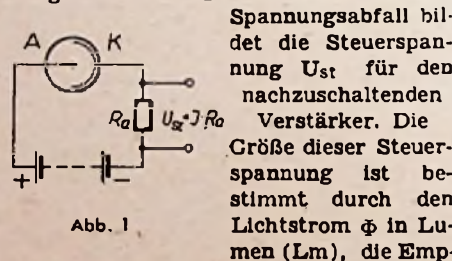 Spannungsabfall bil-
det die Steuerspan-
nung Ust für den
nachzuschaltenden
Verstärker. Die
Größe dieser Steuer-
spannung ist be-
stimmt durch den
Lichtstrom Φ in Lu-
men (Lm), die Emp-
A K
Ra Ust=J·Ra
+ -
Abb. 1